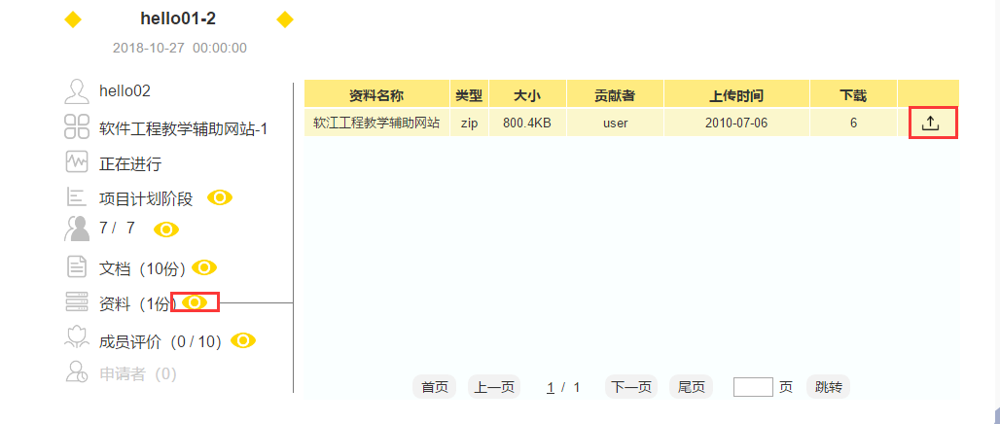 hello01-2
2018-10-27 00:00:00
hello02
软件工程教学辅助网站-1
正在进行
项目计划阶段
7 / 7
文档（10份）
资料（1份）
成员评价（0 / 10）
申请者（0）
资料名称 类型 大小 贡献者 上传时间 下载
软江工程教学辅助网站 zip 800.4KB user 2010-07-06 6
首页 上一页 1 / 1 下一页 尾页 页 跳转